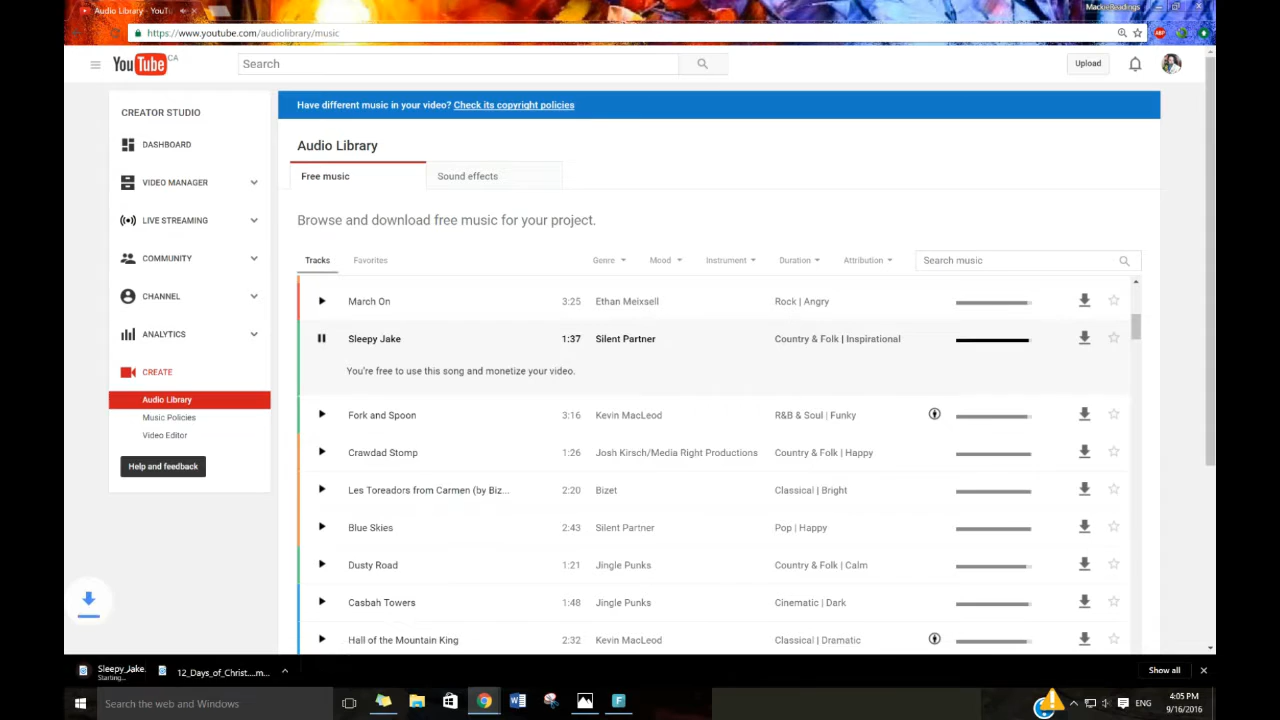 Audio Library - YouTu
MackieReadings
https://www.youtube.com/audiolibrary/music
ABP
YouTube CA
Search
Upload
CREATOR STUDIO
DASHBOARD
VIDEO MANAGER
LIVE STREAMING
COMMUNITY
CHANNEL
ANALYTICS
CREATE
Audio Library
Music Policies
Video Editor
Help and feedback
Have different music in your video? Check its copyright policies
Audio Library
Free music Sound effects
Browse and download free music for your project.
Tracks Favorites Genre Mood Instrument Duration Attribution Search music
March On 3:25 Ethan Meixsell Rock | Angry
Sleepy Jake 1:37 Silent Partner Country & Folk | Inspirational
You're free to use this song and monetize your video.
Fork and Spoon 3:16 Kevin MacLeod R&B & Soul | Funky
Crawdad Stomp 1:26 Josh Kirsch/Media Right Productions Country & Folk | Happy
Les Toreadors from Carmen (by Biz... 2:20 Bizet Classical | Bright
Blue Skies 2:43 Silent Partner Pop | Happy
Dusty Road 1:21 Jingle Punks Country & Folk | Calm
Casbah Towers 1:48 Jingle Punks Cinematic | Dark
Hall of the Mountain King 2:32 Kevin MacLeod Classical | Dramatic
Sleepy_Jake. 12_Days_of_Christ....m... Show all
Starting...
Search the web and Windows
ENG
4:05 PM
9/16/2016